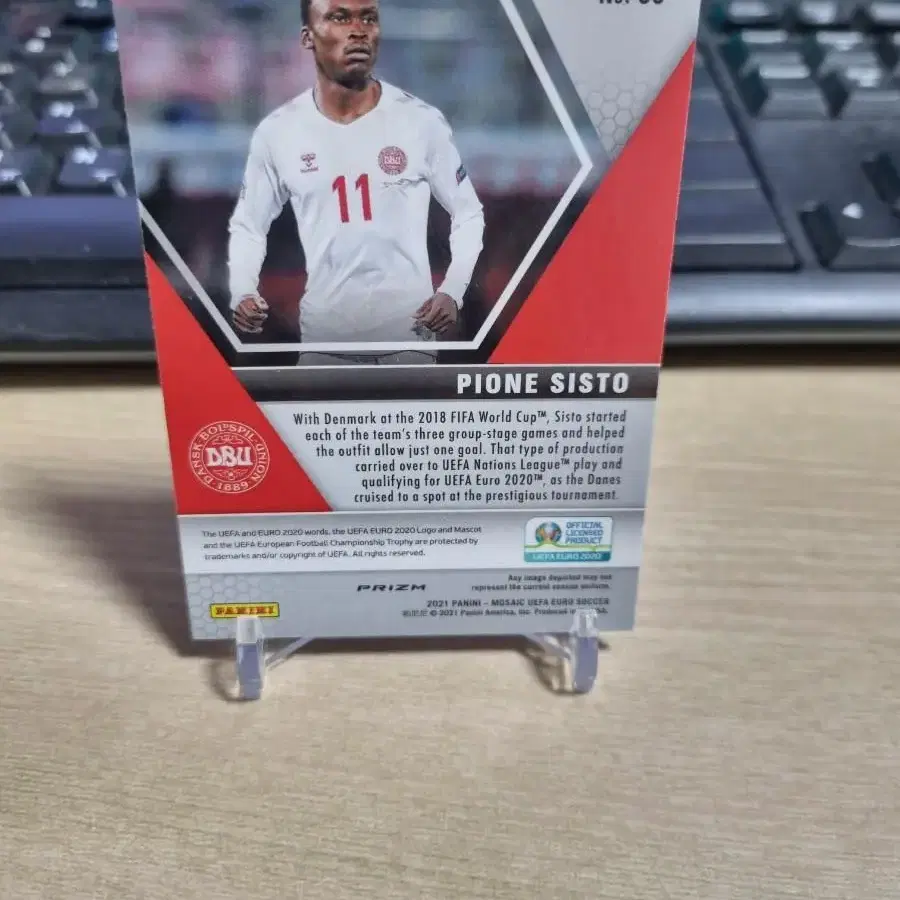 11
DBU
PIONE SISTO
With Denmark at the 2018 FIFA World Cup™, Sisto started
each of the team's three group-stage games and helped
the outfit allow just one goal. That type of production
carried over to UEFA Nations League™ play and
qualifying for UEFA Euro 2020™, as the Danes
cruised to a spot at the prestigious tournament.
DANSK BOLDSPIL-UNION
DBU
1889
The UEFA and EURO 2020 words, the UEFA EURO 2020 Logo and Mascot
and the UEFA European Football Championship Trophy are protected by
trademarks and/or copyright of UEFA. All rights reserved.
OFFICIAL
LICENSED
PRODUCT
UEFA EURO 2020
Any image depicted may not
represent the current season uniform.
PRIZM
PANINI
2021 PANINI – MOSAIC UEFA EURO SOCCER
© 2021 Panini America, Inc. Produced in